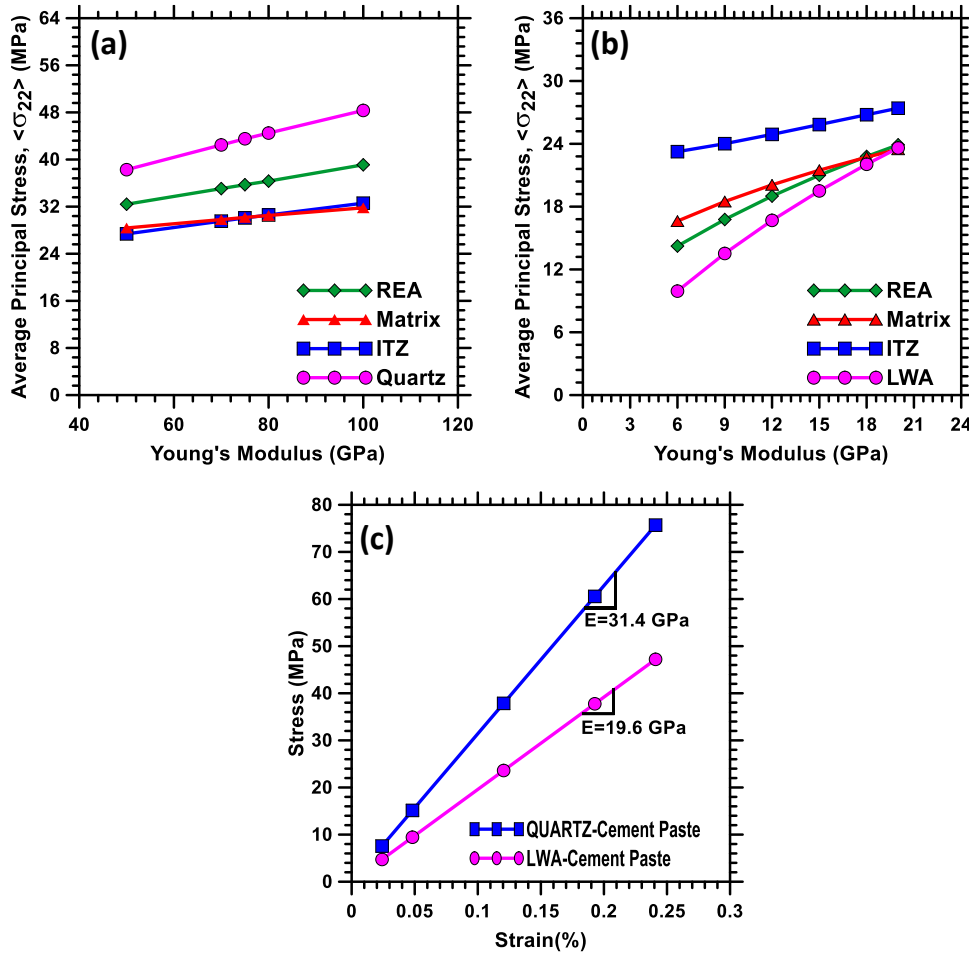 (a)
Average Principal Stress, <σ22> (MPa)
64
56
48
40
32
24
16
8
0
REA
Matrix
ITZ
Quartz
40 60 80 100 120
Young's Modulus (GPa)
(b)
Average Principal Stress, <σ22> (MPa)
36
30
24
18
12
6
0
REA
Matrix
ITZ
LWA
0 3 6 9 12 15 18 21 24
Young's Modulus (GPa)
(c)
Stress (MPa)
80
70
60
50
40
30
20
10
0
E=31.4 GPa
E=19.6 GPa
QUARTZ-Cement Paste
LWA-Cement Paste
0 0.05 0.1 0.15 0.2 0.25 0.3
Strain(%)